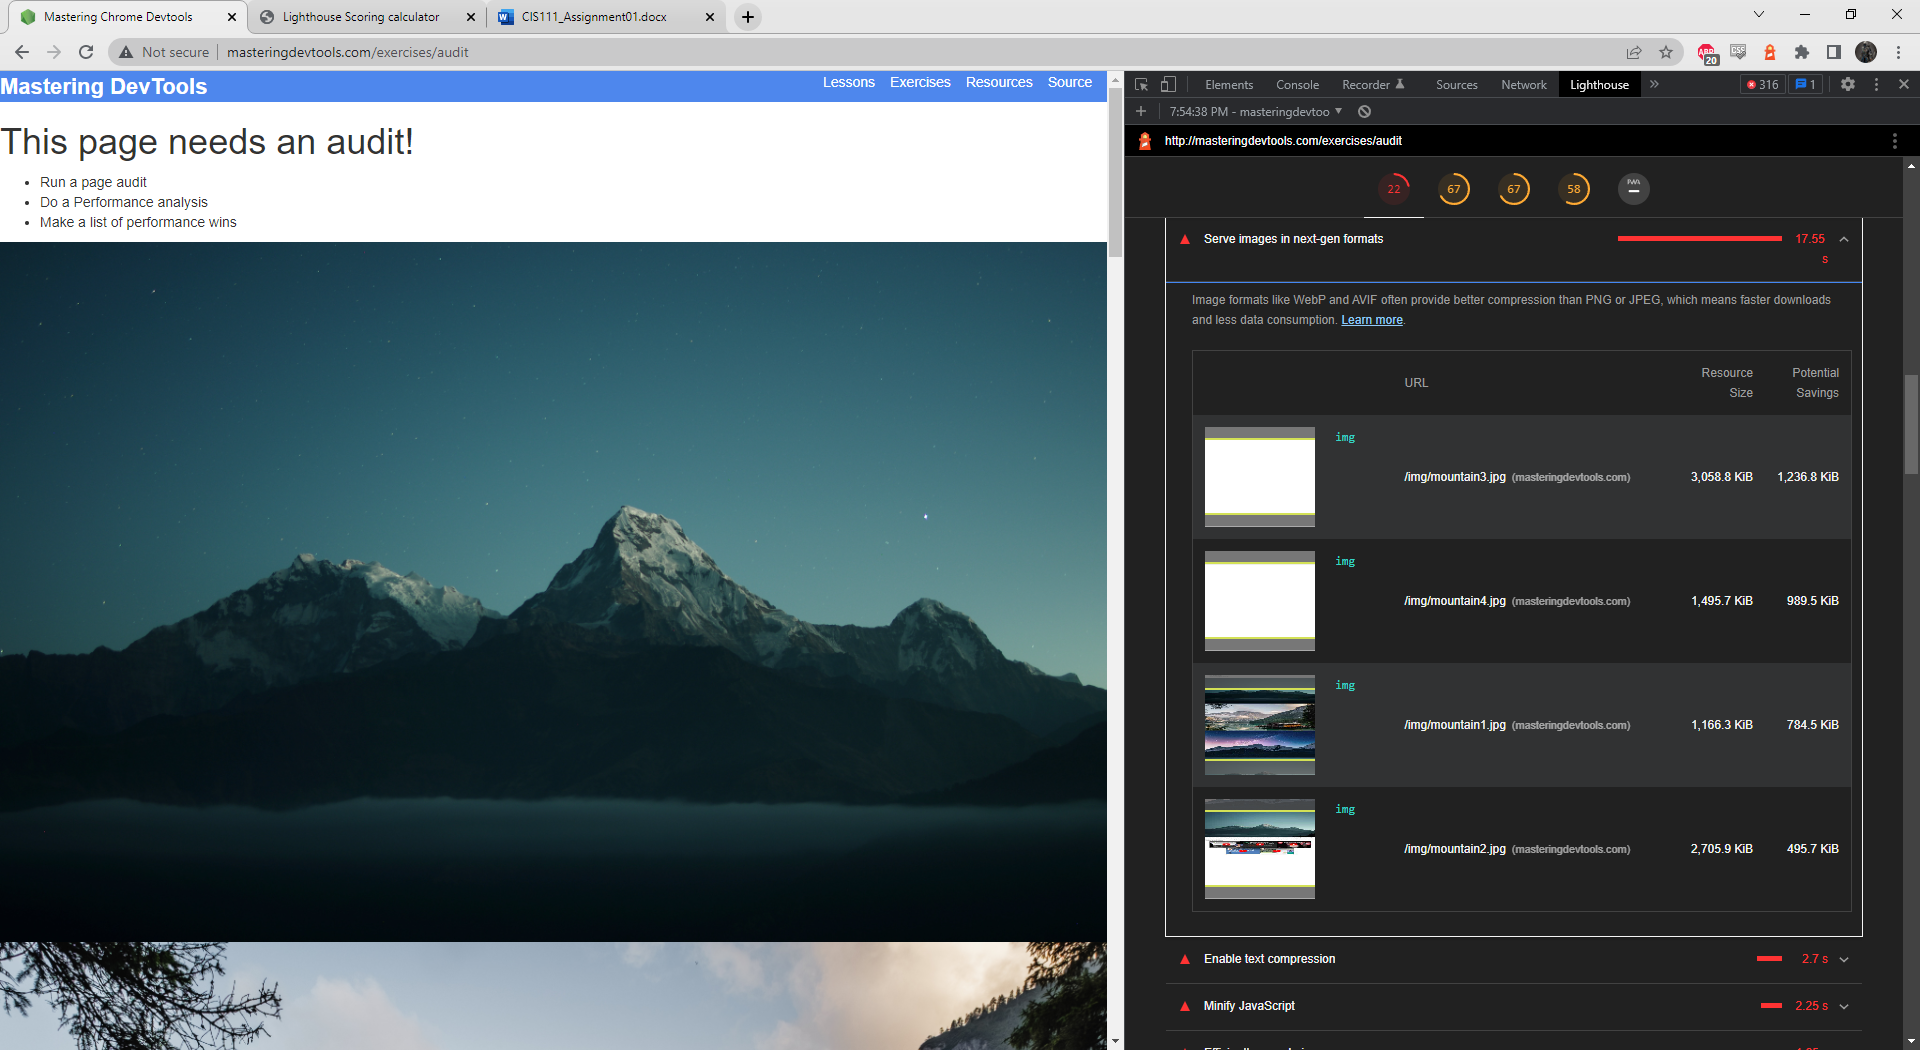 Mastering Chrome Devtools
Lighthouse Scoring calculator
CIS111_Assignment01.docx
Not secure
masteringdevtools.com/exercises/audit
ABP
20
CSS
Mastering DevTools
Lessons
Exercises
Resources
Source
This page needs an audit!
Run a page audit
Do a Performance analysis
Make a list of performance wins
Elements
Console
Recorder
Sources
Network
Lighthouse
316
1
7:54:38 PM - masteringdevtoo
http://masteringdevtools.com/exercises/audit
22
67
67
58
PWA
Serve images in next-gen formats
17.55
s
Image formats like WebP and AVIF often provide better compression than PNG or JPEG, which means faster downloads
and less data consumption. Learn more.
URL
Resource
Size
Potential
Savings
img
/img/mountain3.jpg (masteringdevtools.com)
3,058.8 KiB
1,236.8 KiB
img
/img/mountain4.jpg (masteringdevtools.com)
1,495.7 KiB
989.5 KiB
img
/img/mountain1.jpg (masteringdevtools.com)
1,166.3 KiB
784.5 KiB
img
/img/mountain2.jpg (masteringdevtools.com)
2,705.9 KiB
495.7 KiB
Enable text compression
2.7 s
Minify JavaScript
2.25 s